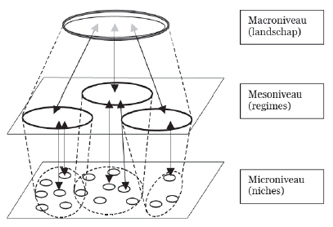 Macroniveau
(landschap)
Mesoniveau
(regimes)
Microniveau
(niches)